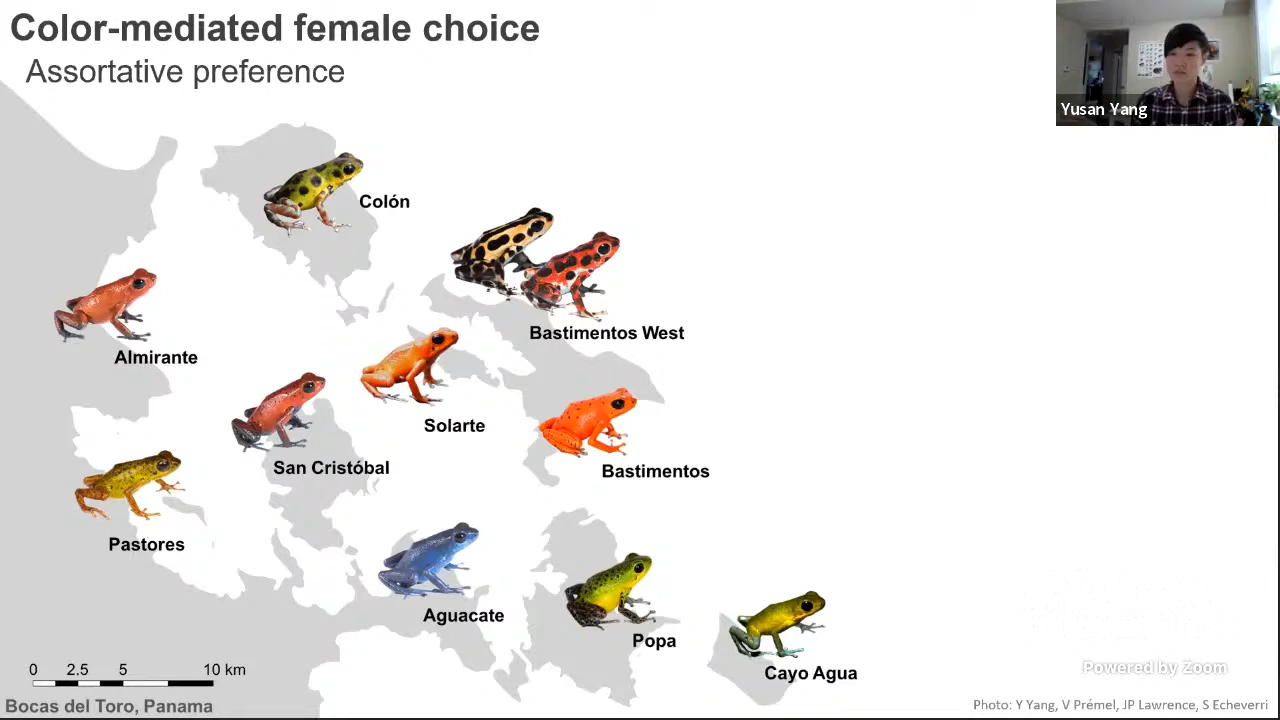 Color-mediated female choice
Assortative preference
Yusan Yang
Colón
Bastimentos West
Almirante
Solarte
San Cristóbal
Bastimentos
Pastores
Aguacate
Popa
Cayo Agua
0 2.5 5 10 km
Bocas del Toro, Panama
Powered by Zoom
Photo: Y Yang, V Prémel, JP Lawrence, S Echeverri